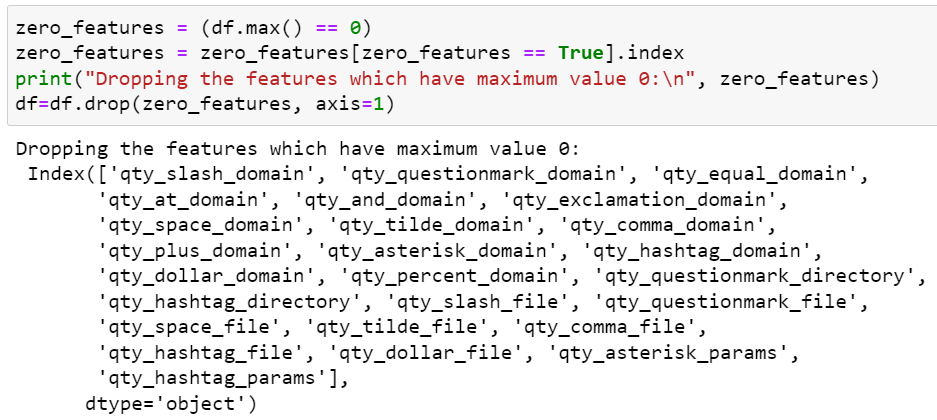 zero_features = (df.max() == 0)
zero_features = zero_features[zero_features == True].index
print("Dropping the features which have maximum value 0:\n", zero_features)
df=df.drop(zero_features, axis=1)
Dropping the features which have maximum value 0:
 Index(['qty_slash_domain', 'qty_questionmark_domain', 'qty_equal_domain',
       'qty_at_domain', 'qty_and_domain', 'qty_exclamation_domain',
       'qty_space_domain', 'qty_tilde_domain', 'qty_comma_domain',
       'qty_plus_domain', 'qty_asterisk_domain', 'qty_hashtag_domain',
       'qty_dollar_domain', 'qty_percent_domain', 'qty_questionmark_directory',
       'qty_hashtag_directory', 'qty_slash_file', 'qty_questionmark_file',
       'qty_space_file', 'qty_tilde_file', 'qty_comma_file',
       'qty_hashtag_file', 'qty_dollar_file', 'qty_asterisk_params',
       'qty_hashtag_params'],
      dtype='object')